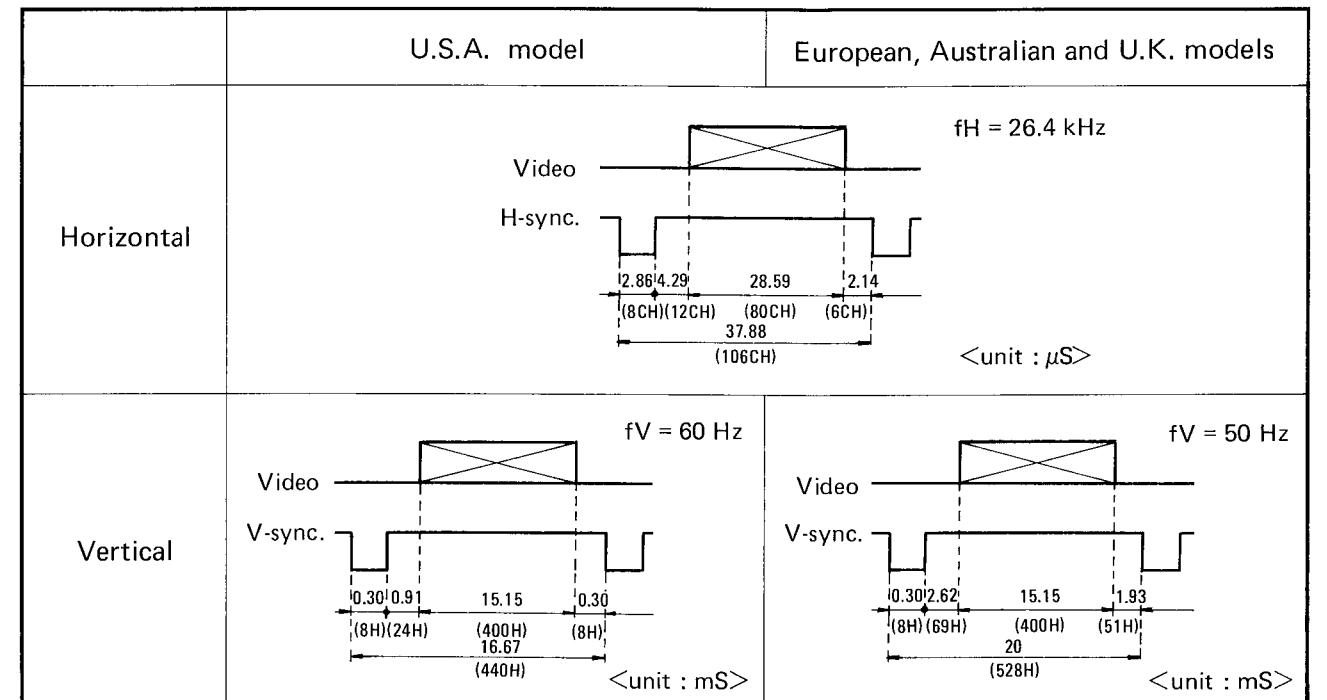 U.S.A. model
European, Australian and U.K. models
Horizontal
fH = 26.4 kHz
Video
H-sync.
2.86 4.29 28.59 2.14
(8CH)(12CH) (80CH) (6CH)
37.88
(106CH)
<unit : μS>
Vertical
fV = 60 Hz
Video
V-sync.
0.30 0.91 15.15 0.30
(8H)(24H) (400H) (8H)
16.67
(440H)
<unit : mS>
fV = 50 Hz
Video
V-sync.
0.30 2.62 15.15 1.93
(8H) (69H) (400H) (51H)
20
(528H)
<unit : mS>